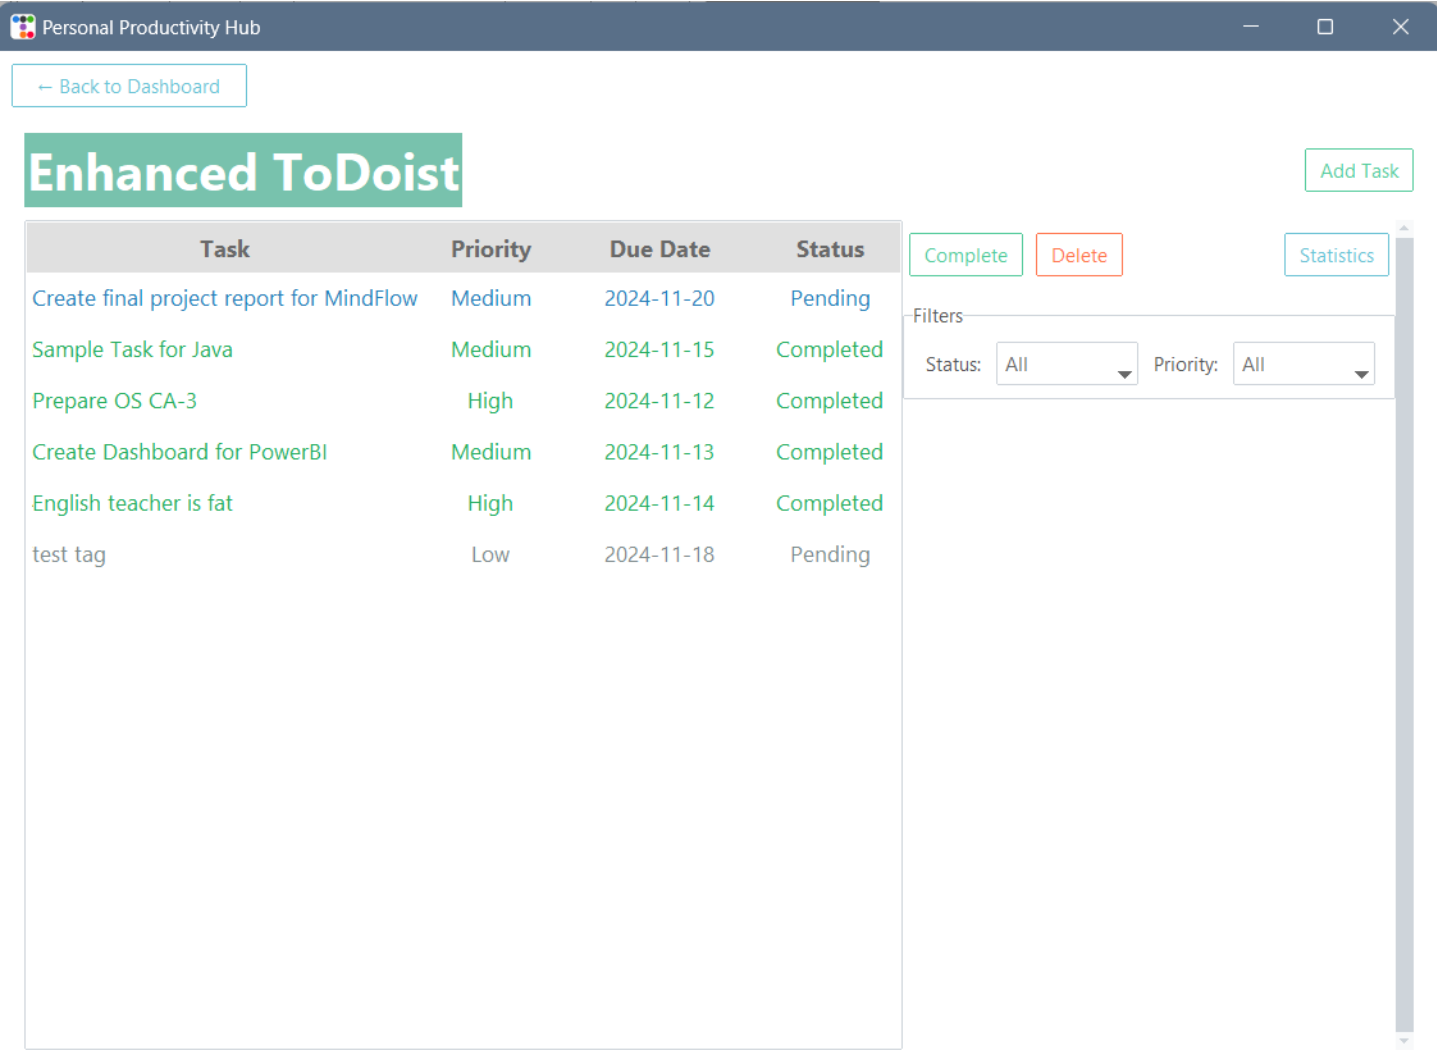 Personal Productivity Hub
← Back to Dashboard
Enhanced ToDoist
Add Task
Task Priority Due Date Status
Complete Delete Statistics
Create final project report for MindFlow Medium 2024-11-20 Pending
Filters
Sample Task for Java Medium 2024-11-15 Completed
Status: All Priority: All
Prepare OS CA-3 High 2024-11-12 Completed
Create Dashboard for PowerBI Medium 2024-11-13 Completed
English teacher is fat High 2024-11-14 Completed
test tag Low 2024-11-18 Pending